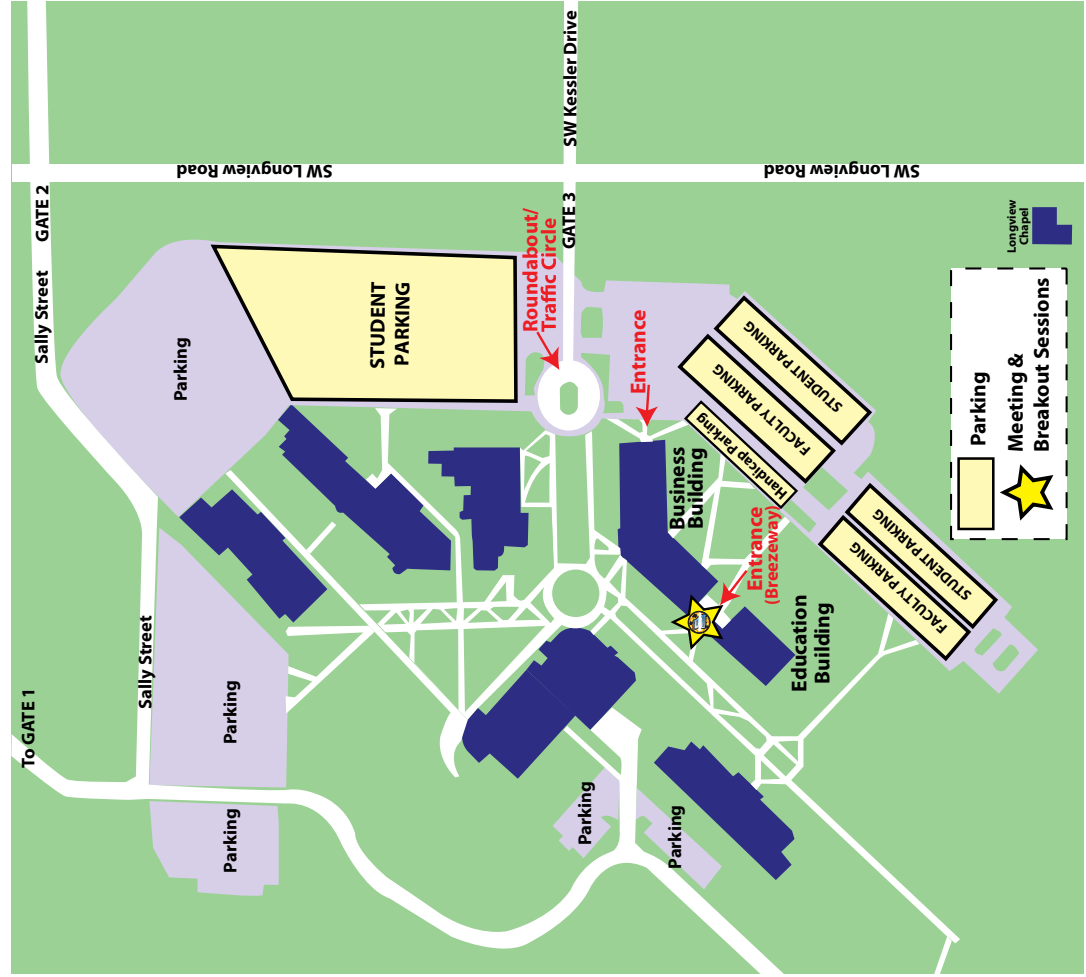 To GATE 1
Sally Street
Sally Street
GATE 2
SW Longview Road
SW Longview Road
SW Kessler Drive
GATE 3
Roundabout/
Traffic Circle
Parking
STUDENT
PARKING
Parking
Parking
Parking
Parking
Entrance
Business
Building
Entrance
(Breezeway)
Education
Building
Handicap Parking
FACULTY PARKING
STUDENT PARKING
FACULTY PARKING
STUDENT PARKING
Longview
Chapel
Parking
Meeting &
Breakout Sessions